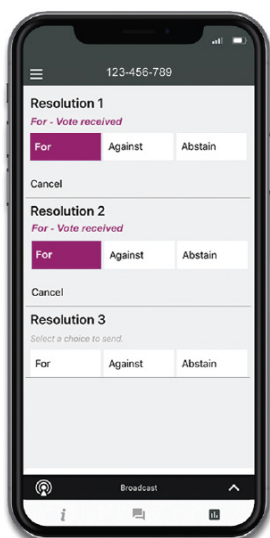 123-456-789
Resolution 1
For - Vote received
For Against Abstain
Cancel
Resolution 2
For - Vote received
For Against Abstain
Cancel
Resolution 3
Select a choice to send.
For Against Abstain
Broadcast
i